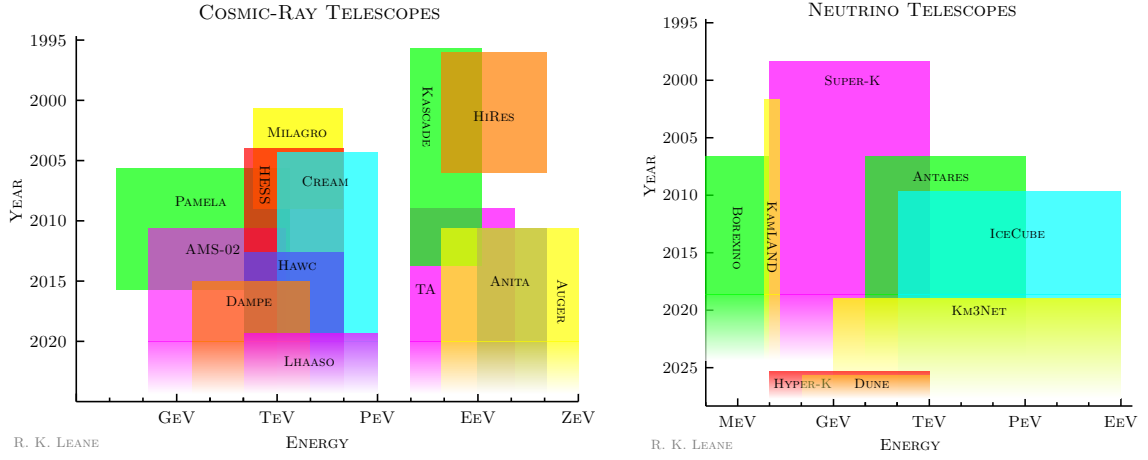 COSMIC-RAY TELESCOPES
1995
2000
2005
2010
2015
2020
YEAR
KASCADE
HIRES
MILAGRO
HESS
CREAM
PAMELA
AMS-02
HAWC
DAMPE
TA
ANITA
AUGER
LHAASO
GEV
TEV
PEV
EEV
ZEV
ENERGY
R. K. LEANE
NEUTRINO TELESCOPES
1995
2000
2005
2010
2015
2020
2025
YEAR
SUPER-K
ANTARES
BOREXINO
KAMLAND
ICECUBE
KM3NET
HYPER-K
DUNE
MEV
GEV
TEV
PEV
EEV
ENERGY
R. K. LEANE